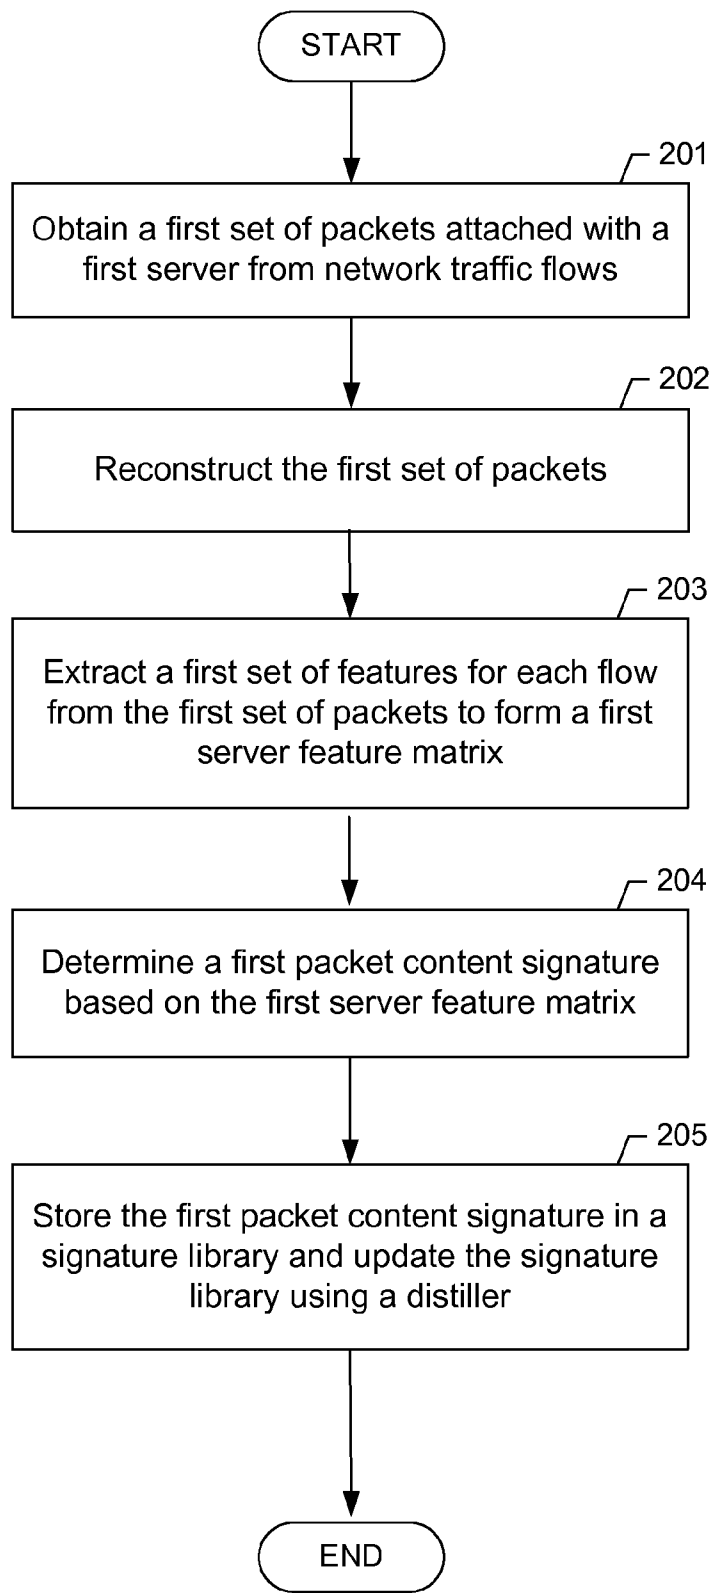 START
201
Obtain a first set of packets attached with a
first server from network traffic flows
202
Reconstruct the first set of packets
203
Extract a first set of features for each flow
from the first set of packets to form a first
server feature matrix
204
Determine a first packet content signature
based on the first server feature matrix
205
Store the first packet content signature in a
signature library and update the signature
library using a distiller
END